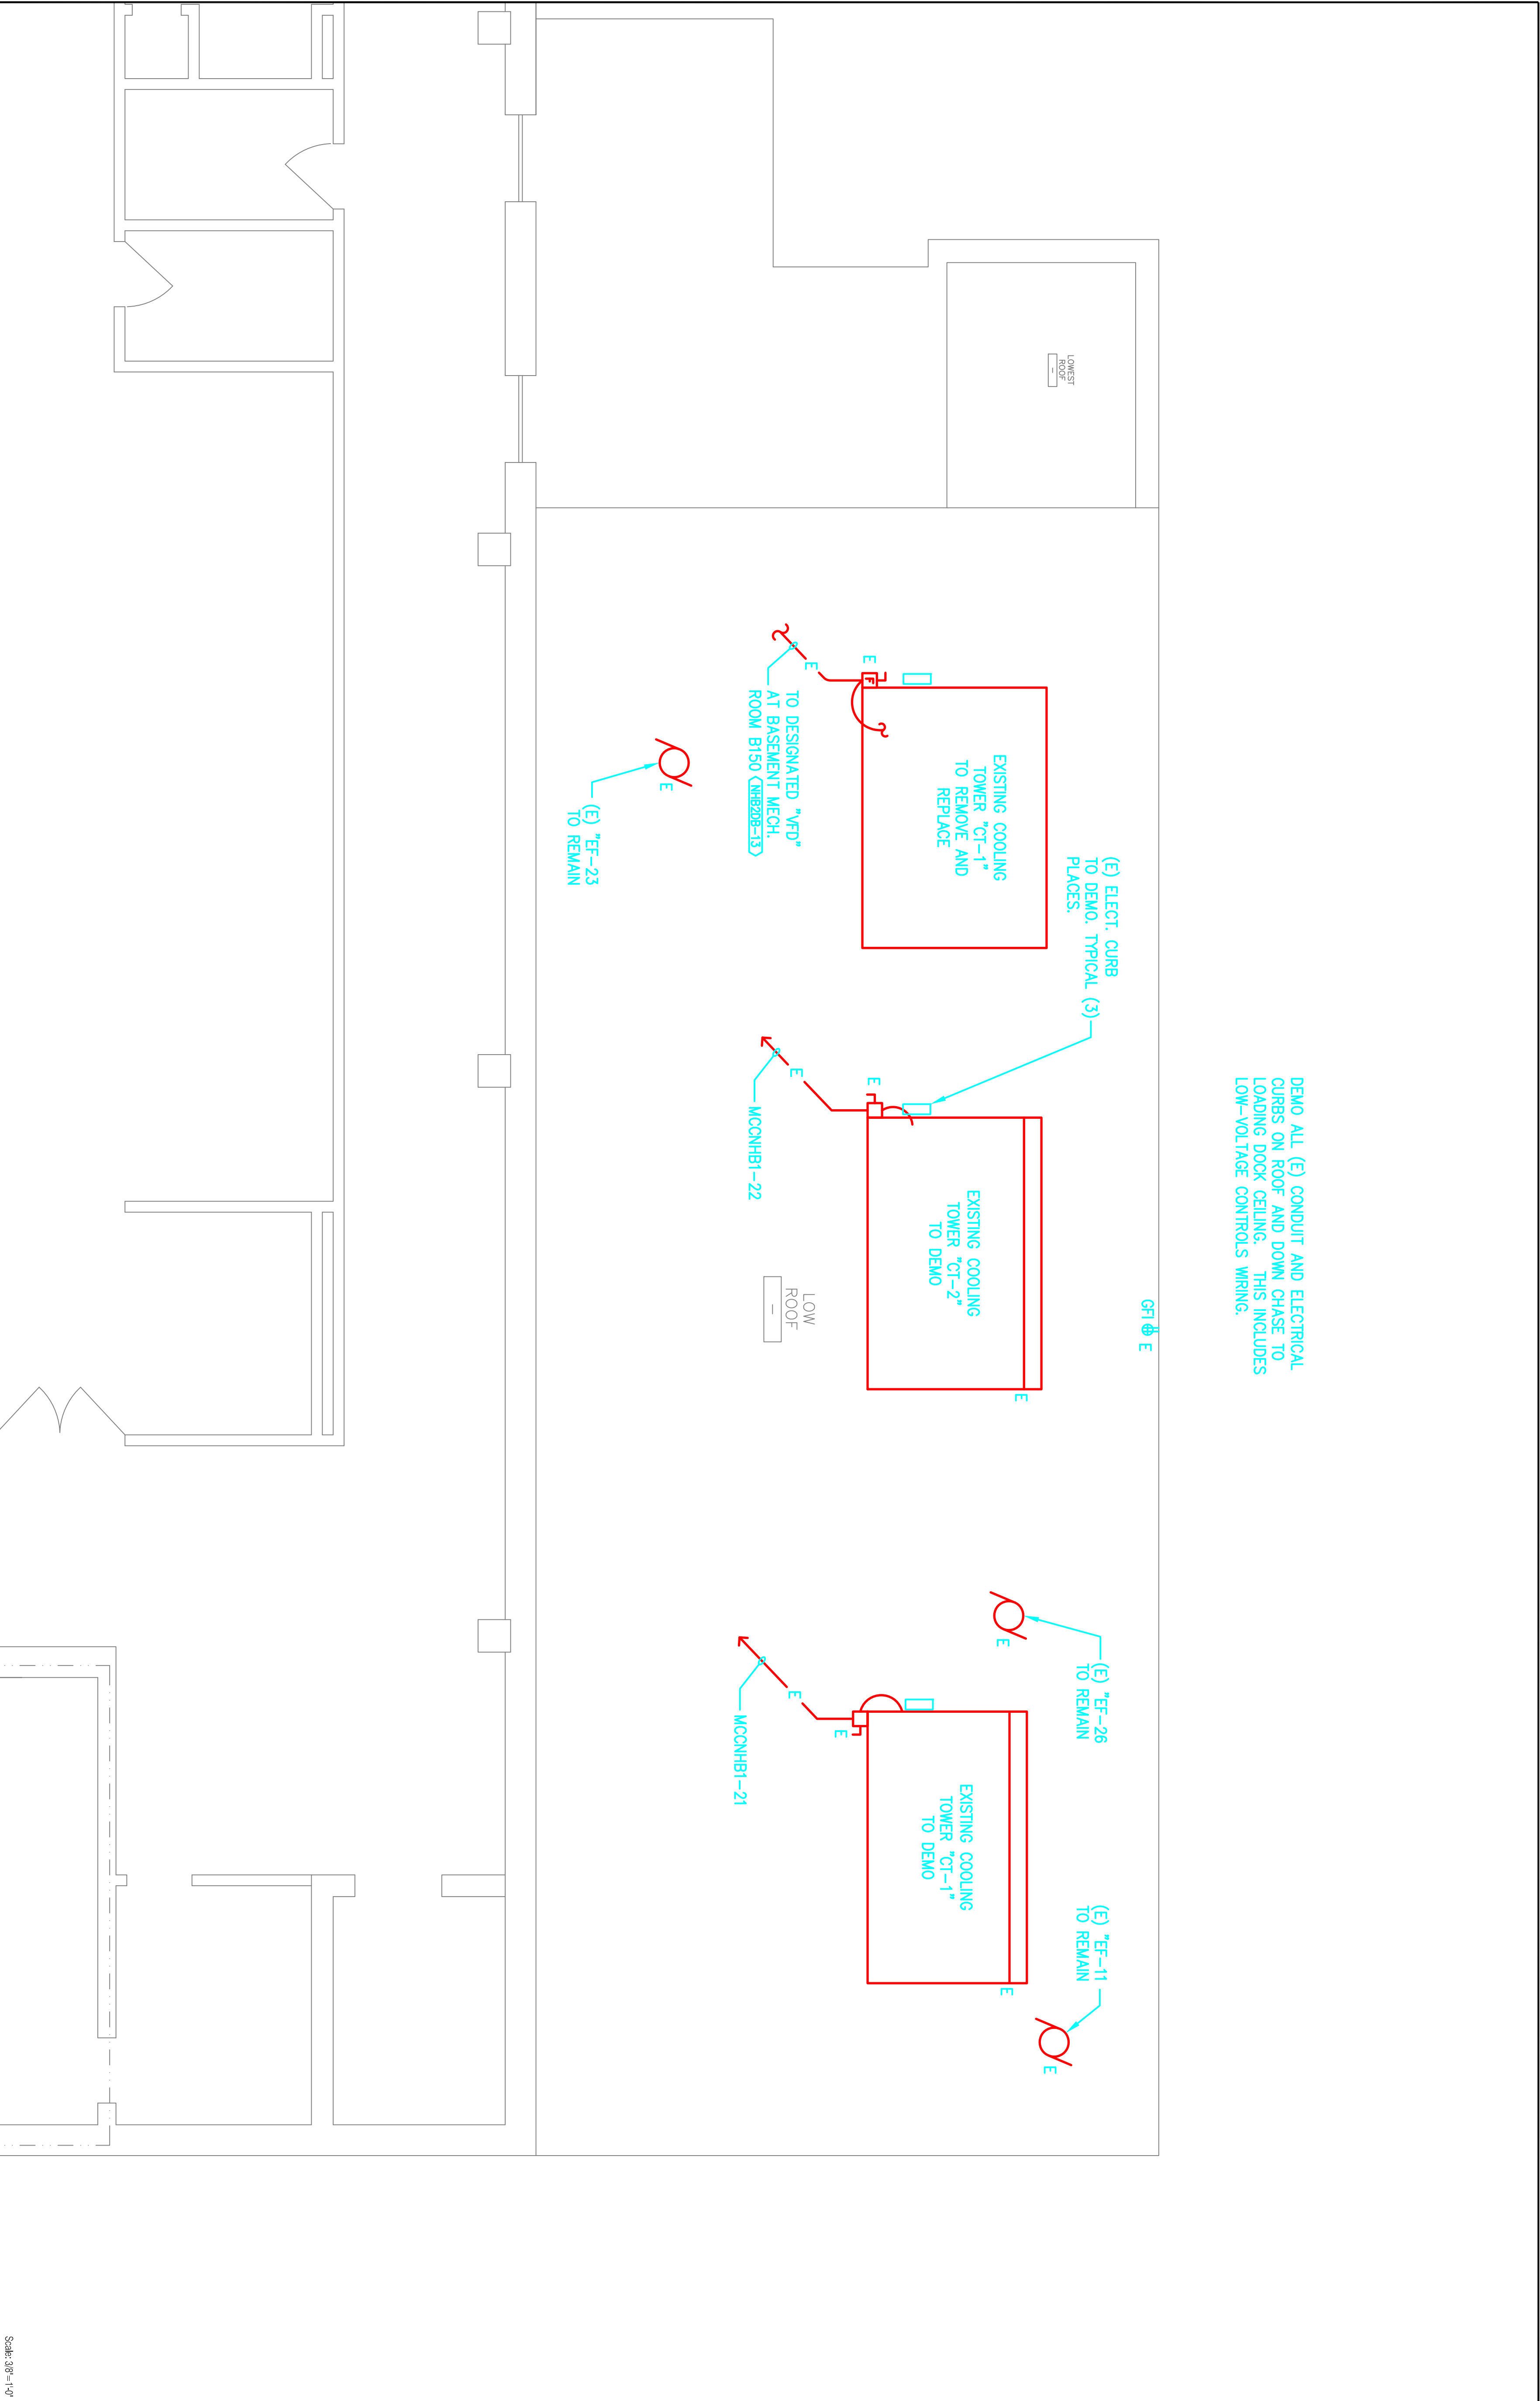 DEMO ALL (E) CONDUIT AND ELECTRICAL
CURBS ON ROOF AND DOWN CHASE TO
LOADING DOCK CEILING. THIS INCLUDES
LOW-VOLTAGE CONTROLS WIRING.
GFI E
LOWEST
ROOF
-
(E) ELECT. CURB
TO DEMO. TYPICAL (3)
PLACES.
(E) "EF-26
TO REMAIN
E
(E) "EF-11
TO REMAIN
E
EXISTING COOLING
TOWER "CT-1"
TO REMOVE AND
REPLACE
E
F
E
TO DESIGNATED "VFD"
AT BASEMENT MECH.
ROOM B150
NHB2DB-13
EXISTING COOLING
TOWER "CT-2"
TO DEMO
E
E
E
MCCNHB1-22
LOW
ROOF
-
EXISTING COOLING
TOWER "CT-1"
TO DEMO
E
E
E
MCCNHB1-21
E
(E) "EF-23
TO REMAIN
Scale: 3/8"=1'-0"